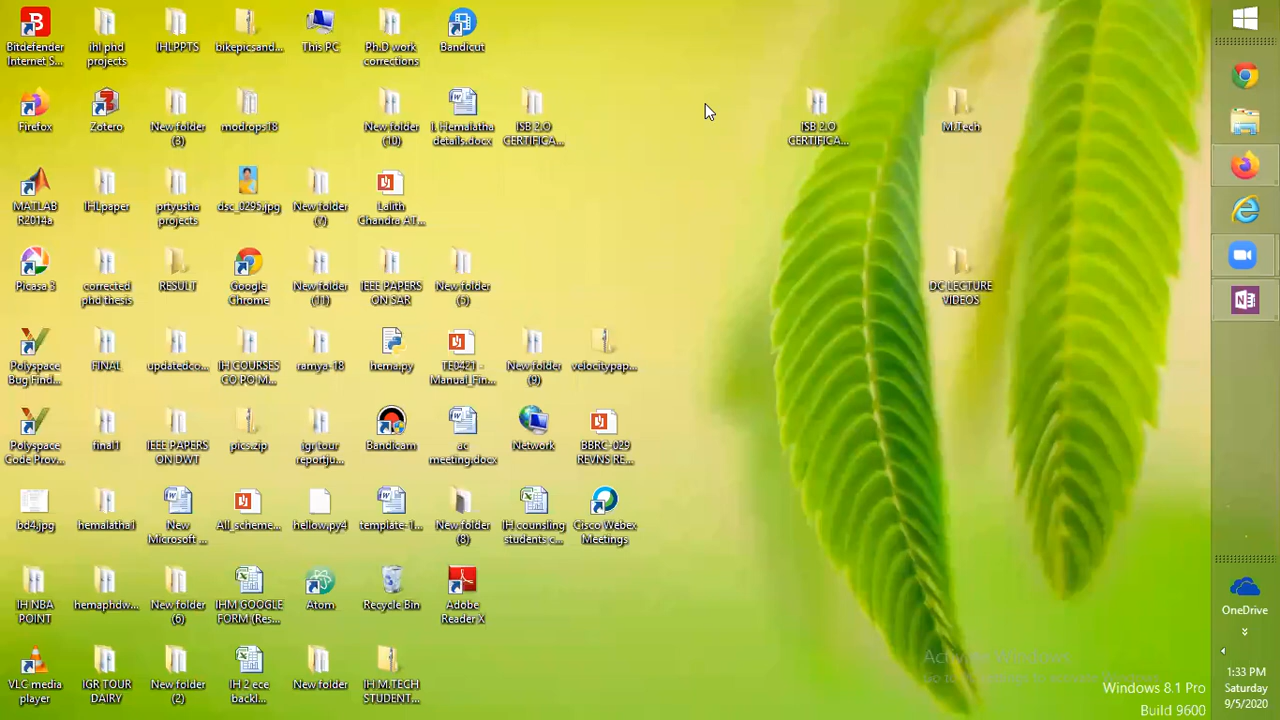 Bitdefender
Internet S...
ihl phd
projects
IHLPPTS
bikepicsand...
This PC
Ph.D work
corrections
Bandicut
Firefox
Zotero
New folder
(3)
modrops18
New folder
(10)
I. Hemalatha
details.docx
ISB 2.O
CERTIFICA...
ISB 2.O
CERTIFICA...
M.Tech
MATLAB
R2014a
IHLpaper
prtyusha
projects
dsc_0295.jpg
New folder
(7)
Lalith
Chandra AT...
Picasa 3
corrected
phd thesis
RESULT
Google
Chrome
New folder
(11)
IEEE PAPERS
ON SAR
New folder
(5)
DC LECTURE
VIDEOS
Polyspace
Bug Find...
FINAL
updatedco...
IH COURSES
CO PO M...
ramya-18
hema.py
TED421 -
Manual_Fin...
New folder
(9)
velocitypap...
Polyspace
Code Prov...
final1
IEEE PAPERS
ON DWT
pics.zip
igr tour
reportju...
Bandicam
ac
meeting.docx
Network
BBRC-029
REVNS RE...
bd4.jpg
hemalatha1
New
Microsoft ...
All_scheme...
hellow.py4
template-1...
New folder
(8)
IH counsling
students c...
Cisco Webex
Meetings
IH NBA
POINT
hemaphdw...
New folder
(6)
IHM GOOGLE
FORM (Res...
Atom
Recycle Bin
Adobe
Reader X
OneDrive
VLC media
player
IGR TOUR
DAIRY
New folder
(2)
IH 2 ece
backl...
New folder
IH M.TECH
STUDENT...
Activate Windows
Windows 8.1 Pro
Build 9600
1:33 PM
Saturday
9/5/2020